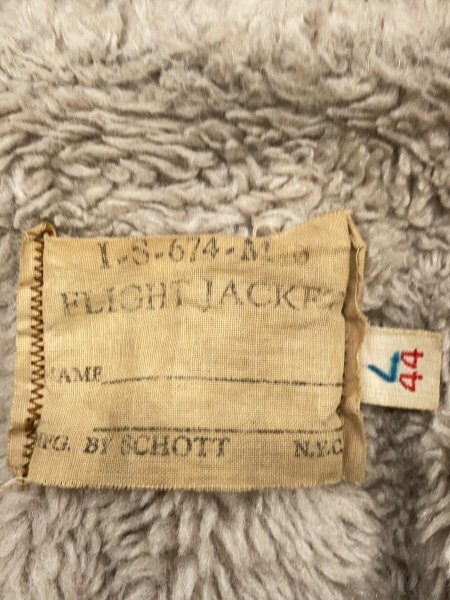 I-S-674-M-S
FLIGHT JACKET
NAME
MFG. BY SCHOTT N.Y.C.
L
44